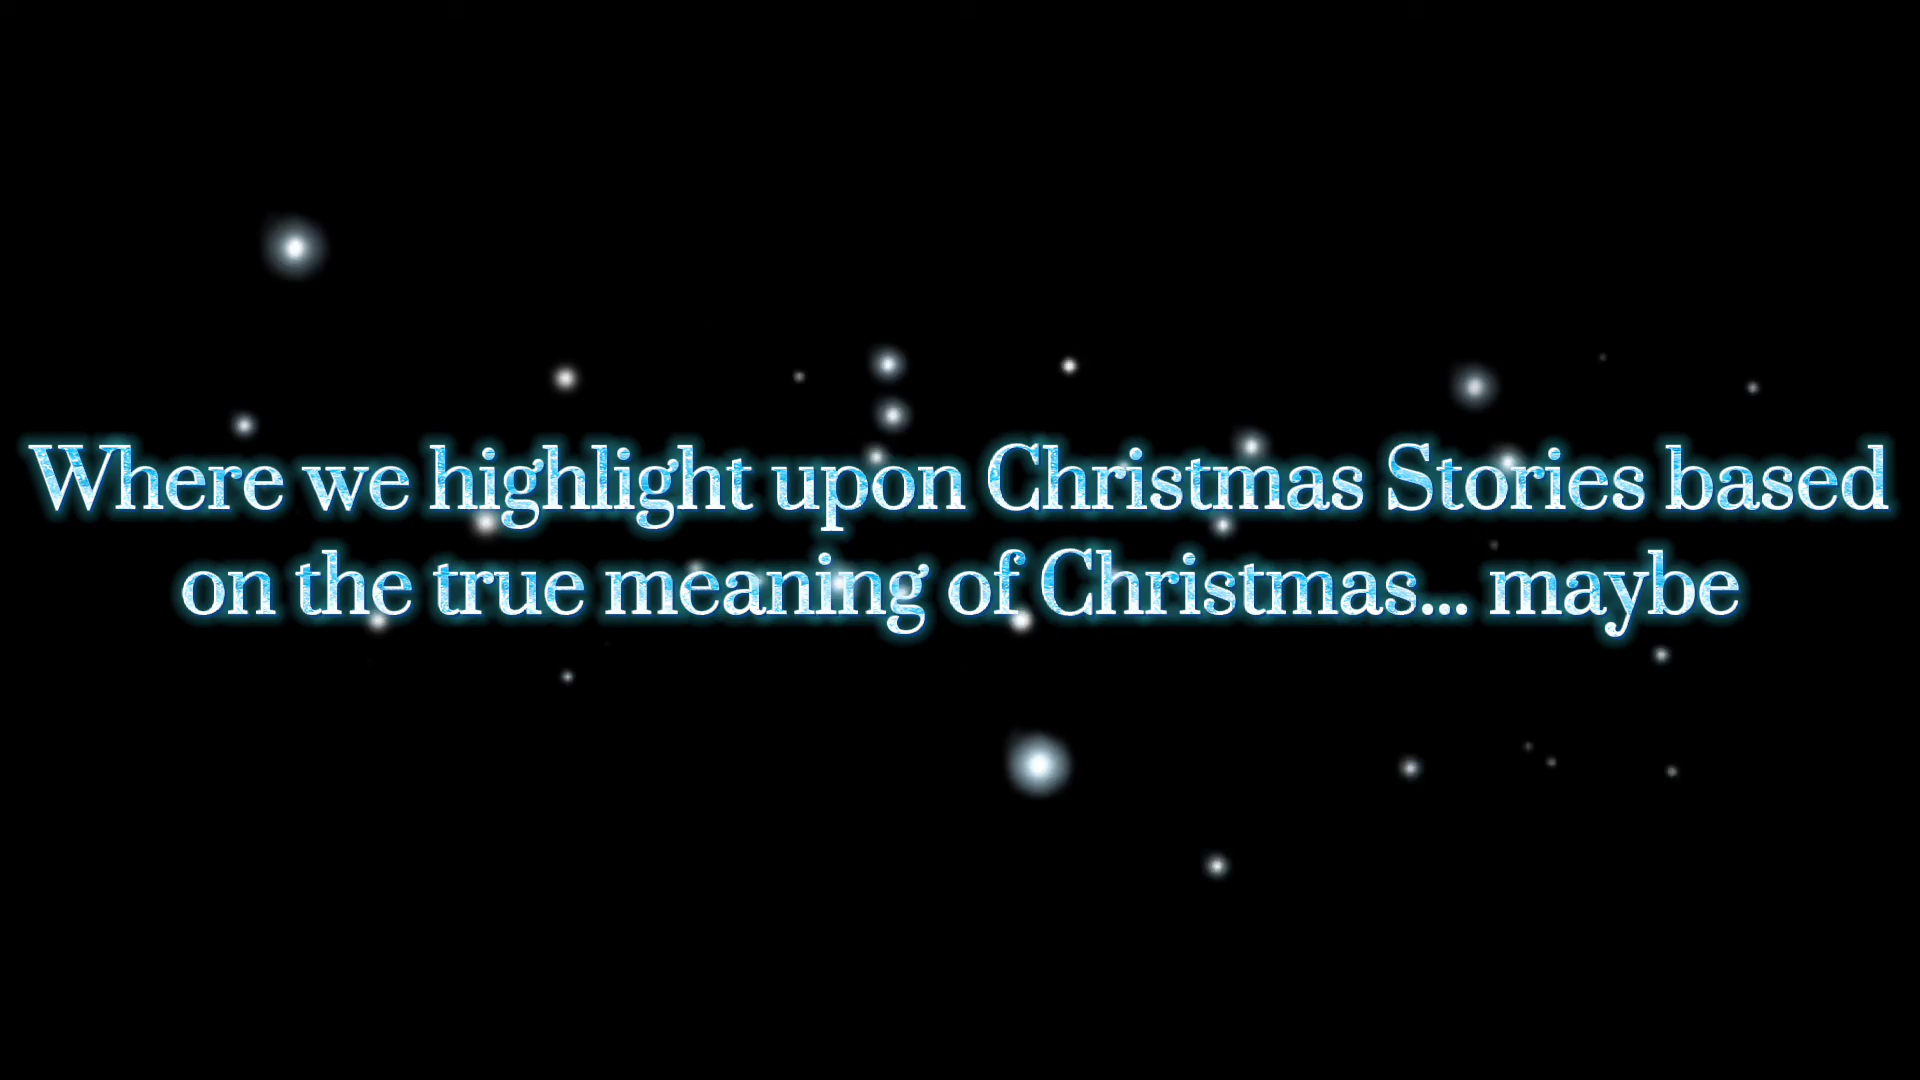 Where we highlight upon Christmas Stories based
on the true meaning of Christmas... maybe